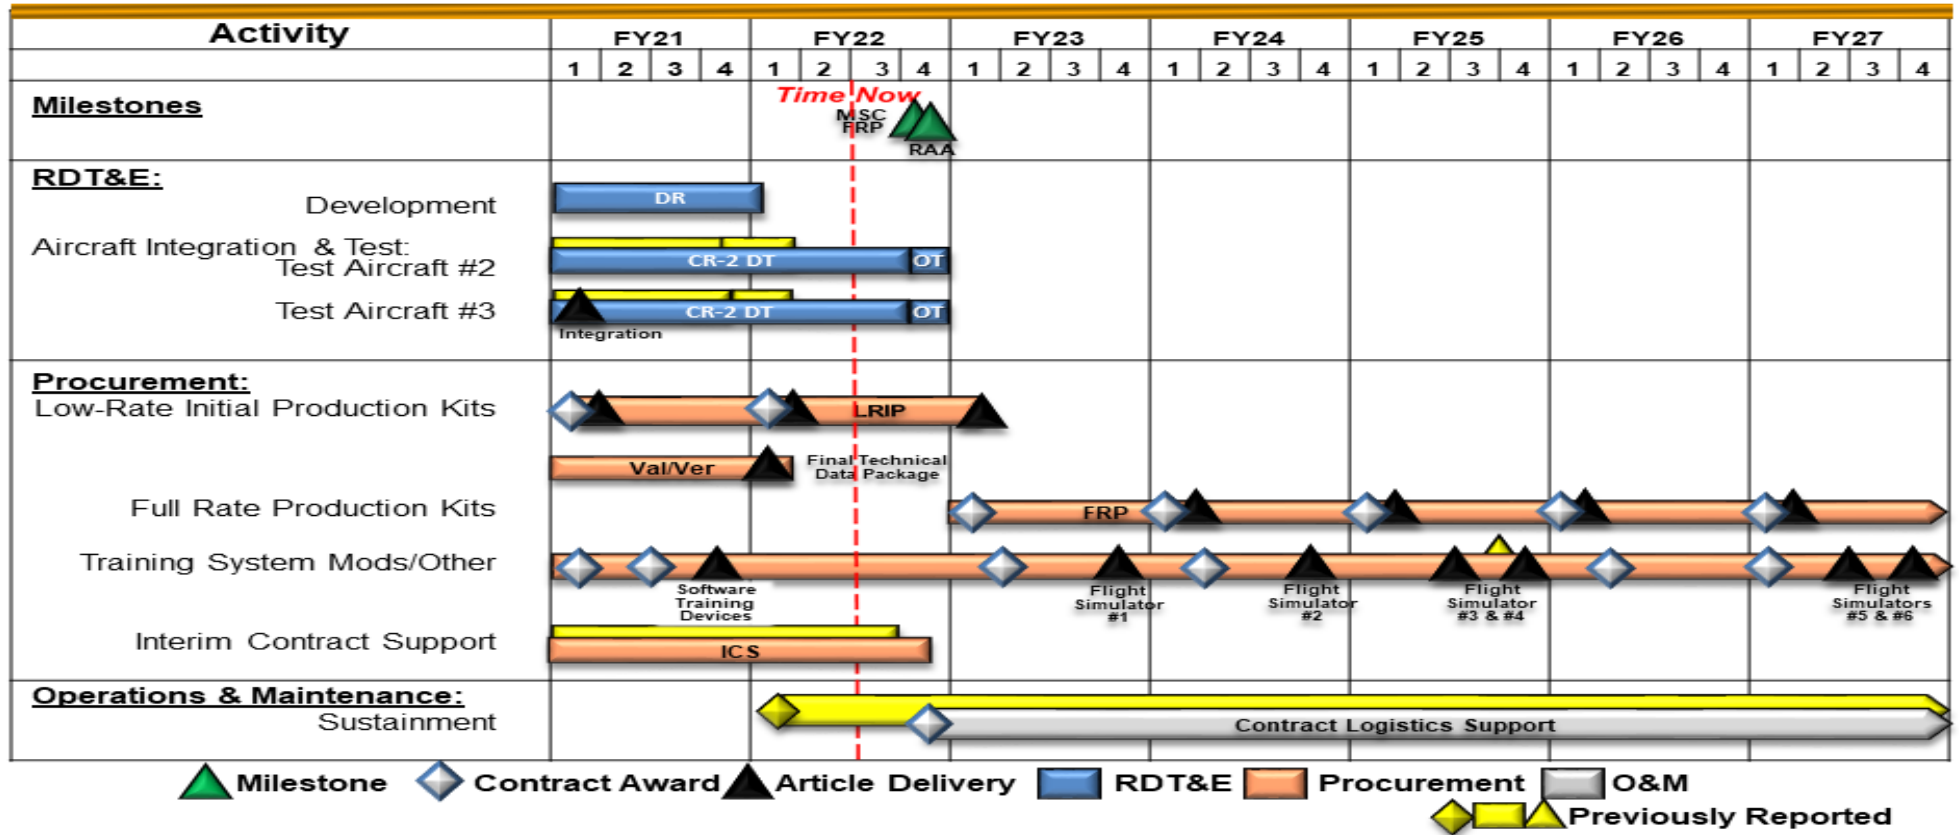 Activity
FY21 FY22 FY23 FY24 FY25 FY26 FY27
1 2 3 4 1 2 3 4 1 2 3 4 1 2 3 4 1 2 3 4 1 2 3 4 1 2 3 4
Milestones
Time Now
MSC
FRP
RAA
RDT&E:
Development
DR
Aircraft Integration & Test:
Test Aircraft #2
CR-2 DT OT
Test Aircraft #3
CR-2 DT OT
Integration
Procurement:
Low-Rate Initial Production Kits
LRIP
Val/Ver
Final Technical
Data Package
Full Rate Production Kits
FRP
Training System Mods/Other
Software
Training
Devices
Flight
Simulator
#1
Flight
Simulator
#2
Flight
Simulator
#3 & #4
Flight
Simulators
#5 & #6
Interim Contract Support
ICS
Operations & Maintenance:
Sustainment
Contract Logistics Support
Milestone Contract Award Article Delivery RDT&E Procurement O&M
Previously Reported